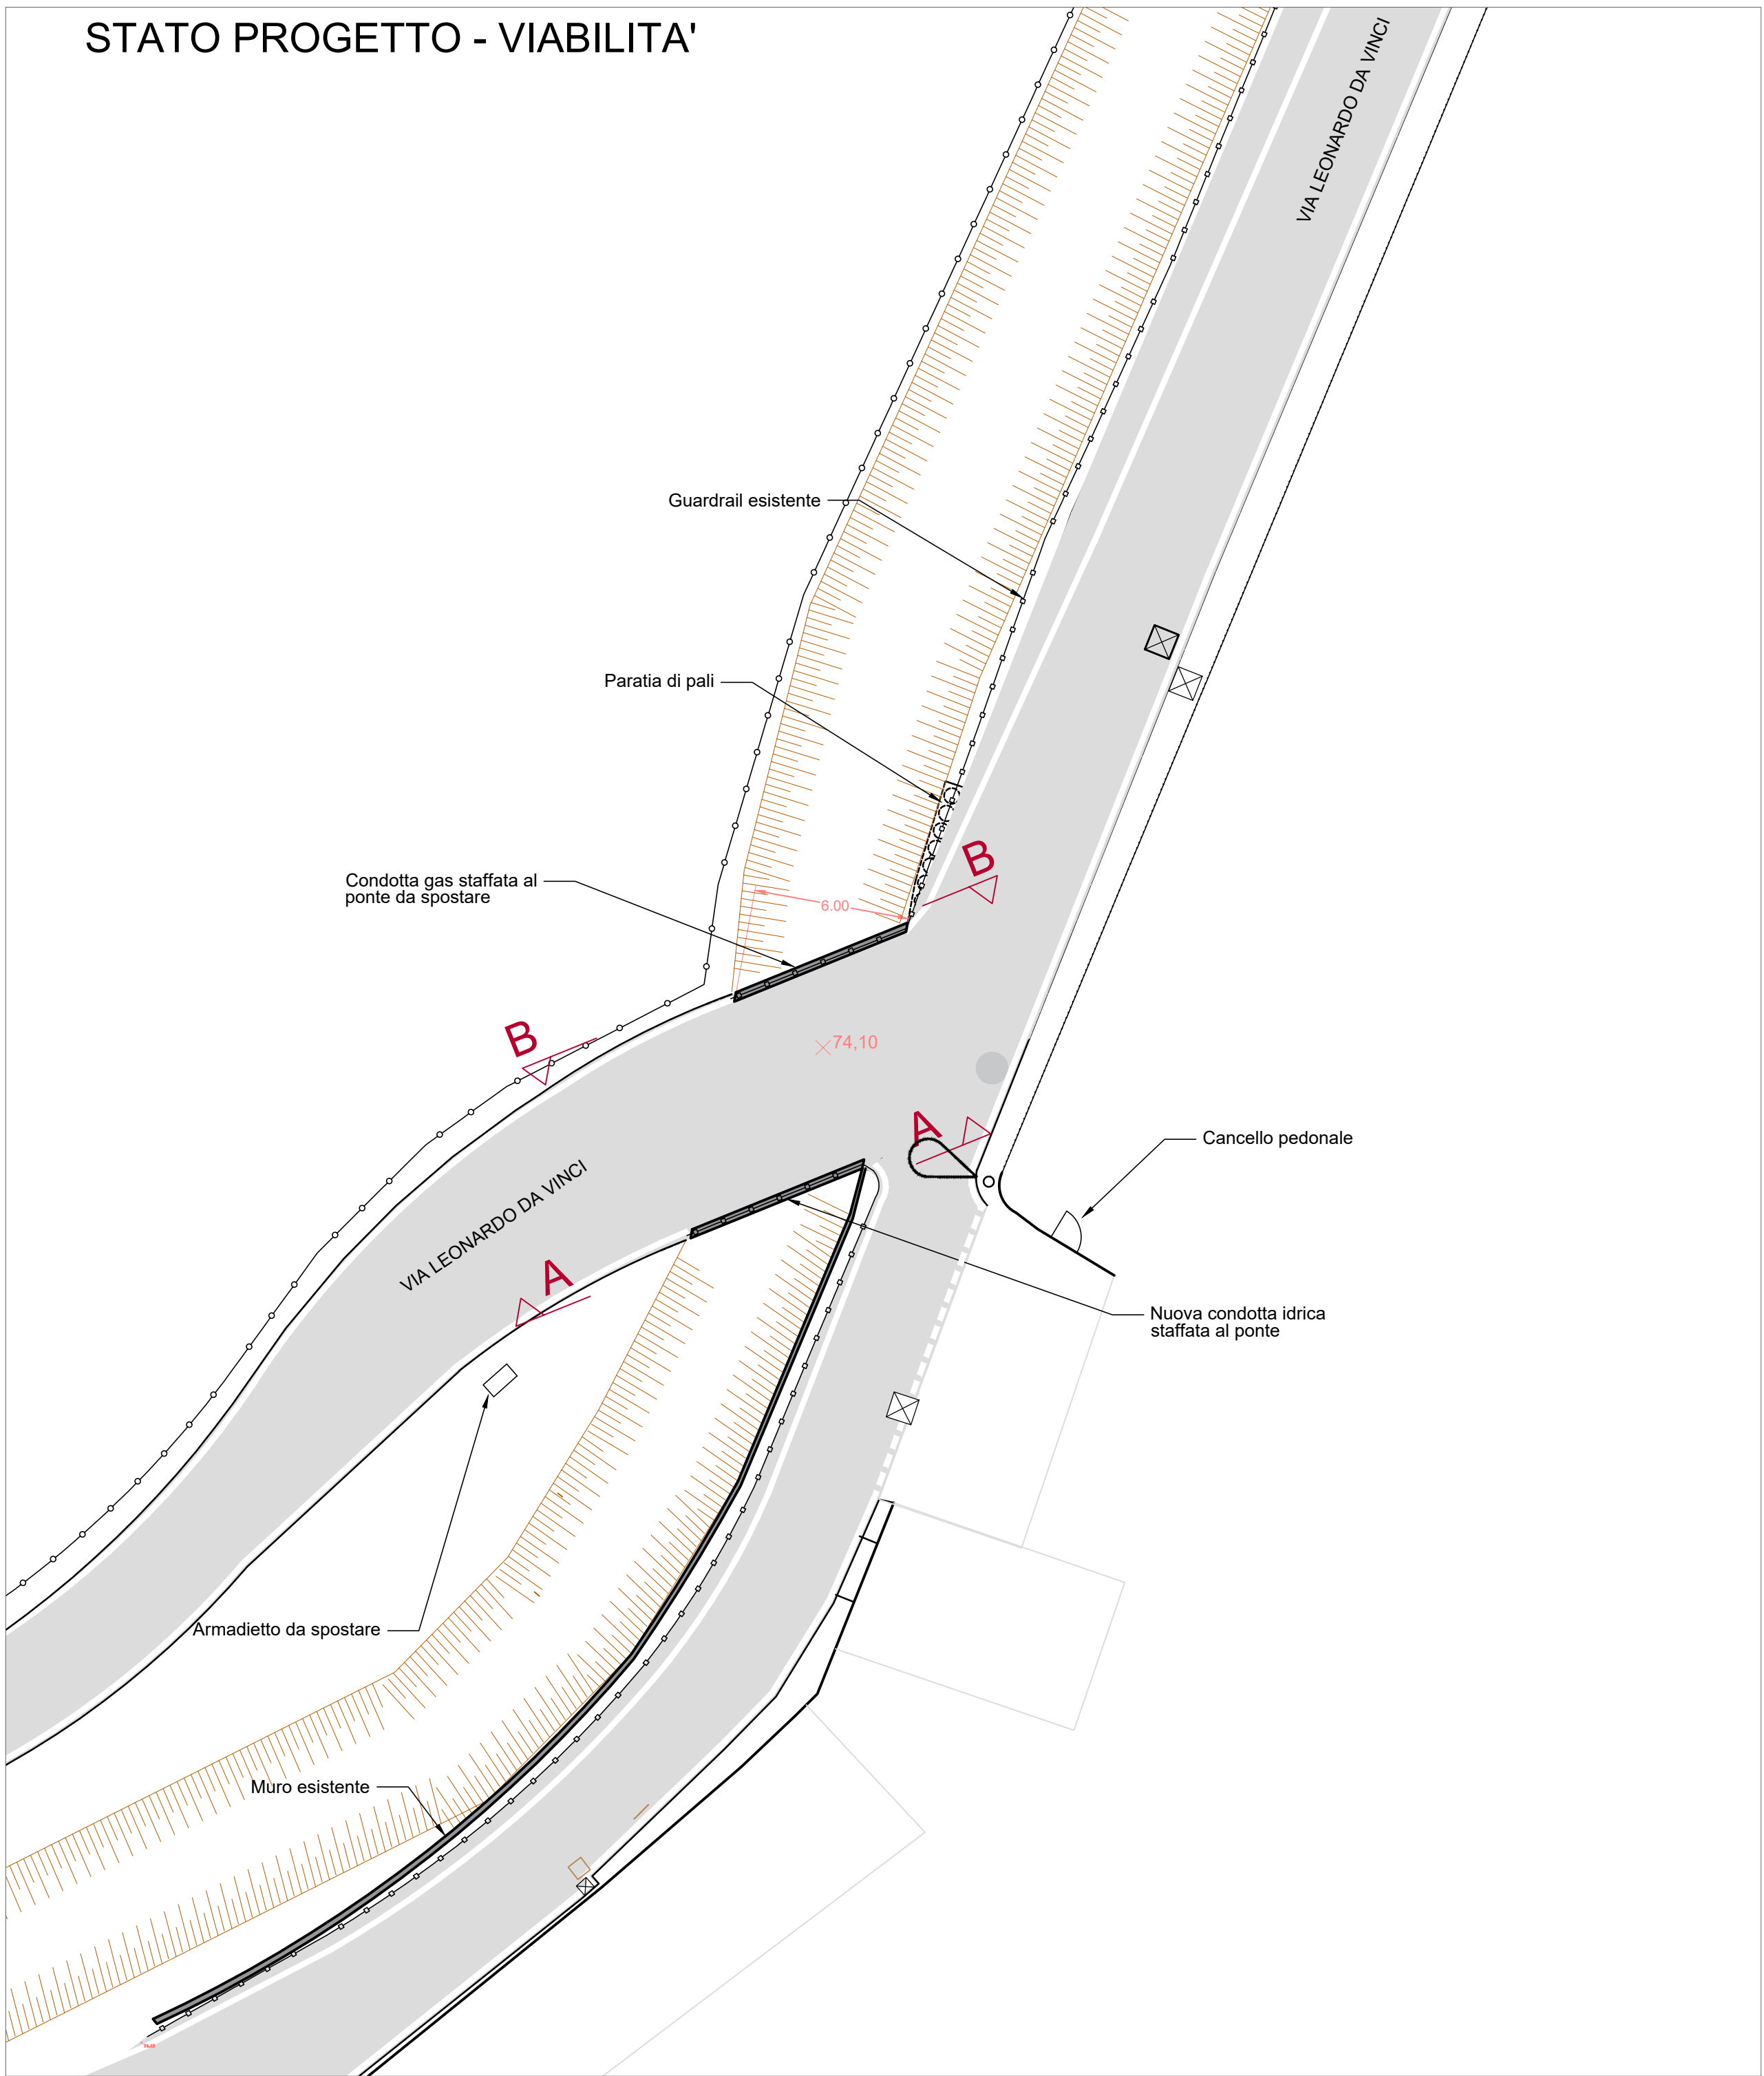 STATO PROGETTO - VIABILITA'
VIA LEONARDO DA VINCI
Guardrail esistente
Paratia di pali
B
Condotta gas staffata al
ponte da spostare
6.00
B
74,10
A
Cancello pedonale
VIA LEONARDO DA VINCI
A
Nuova condotta idrica
staffata al ponte
Armadietto da spostare
Muro esistente